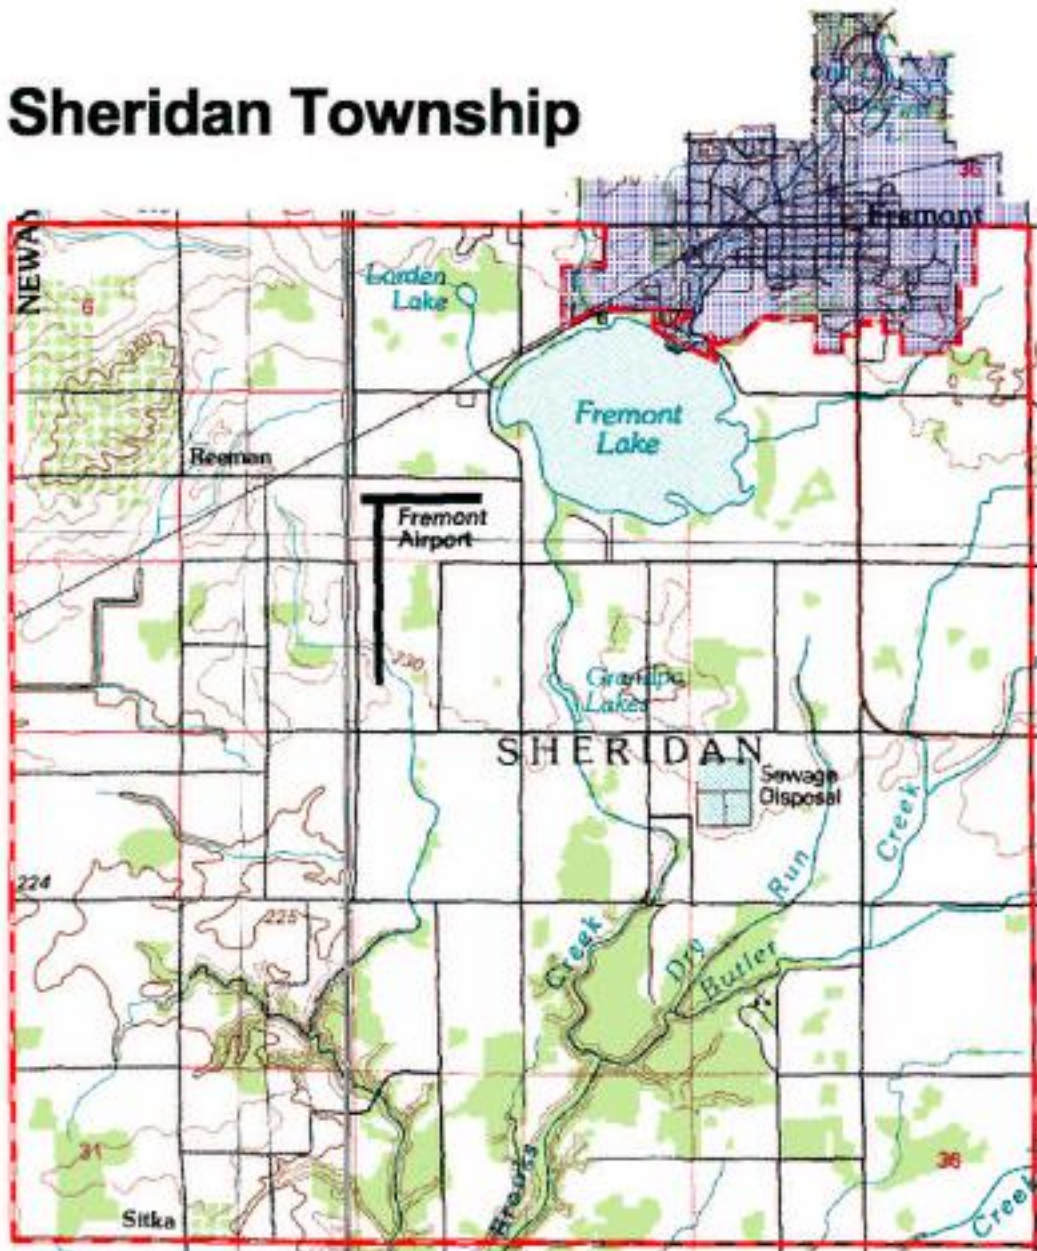 Sheridan Township
36
Fremont
NEWAY
6
Lorden
Lake
Fremont
Lake
Reeman
Fremont
Airport
230
Grandpa
Lakes
SHERIDAN
Sewage
Disposal
Creek
Run
224
225
Creek
Dry
Butler
31
36
Brooks
Creek
Sitka